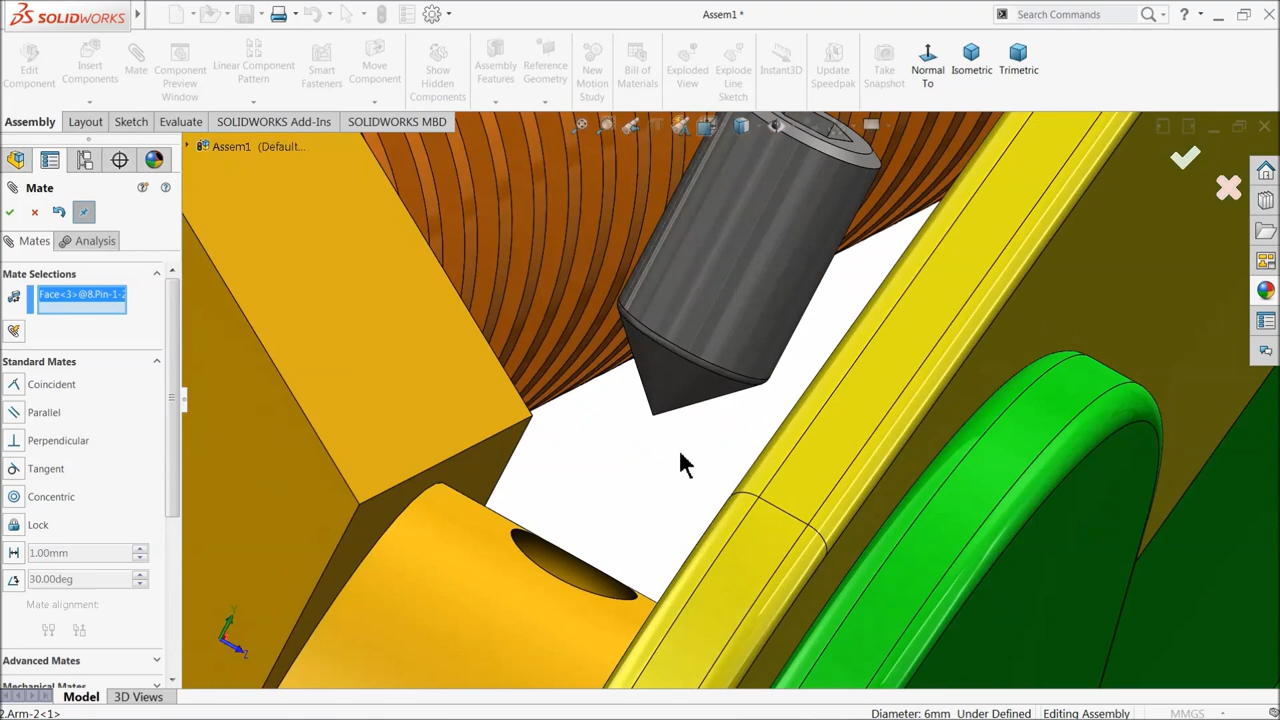 SOLIDWORKS
Assem1 *
Search Commands
Edit Component
Insert Components
Mate
Component Preview Window
Linear Component Pattern
Smart Fasteners
Move Component
Show Hidden Components
Assembly Features
Reference Geometry
New Motion Study
Bill of Materials
Exploded View
Explode Line Sketch
Instant3D
Update Speedpak
Take Snapshot
Normal To
Isometric
Trimetric
Assembly
Layout
Sketch
Evaluate
SOLIDWORKS Add-Ins
SOLIDWORKS MBD
Assem1 (Default...
Mate
Mates
Analysis
Mate Selections
Face<3>@8.Pin-1-2
Standard Mates
Coincident
Parallel
Perpendicular
Tangent
Concentric
Lock
1.00mm
30.00deg
Mate alignment:
Advanced Mates
Y
Z
Model
3D Views
2.Arm-2<1>
Diameter: 6mm
Under Defined
Editing Assembly
MMGS